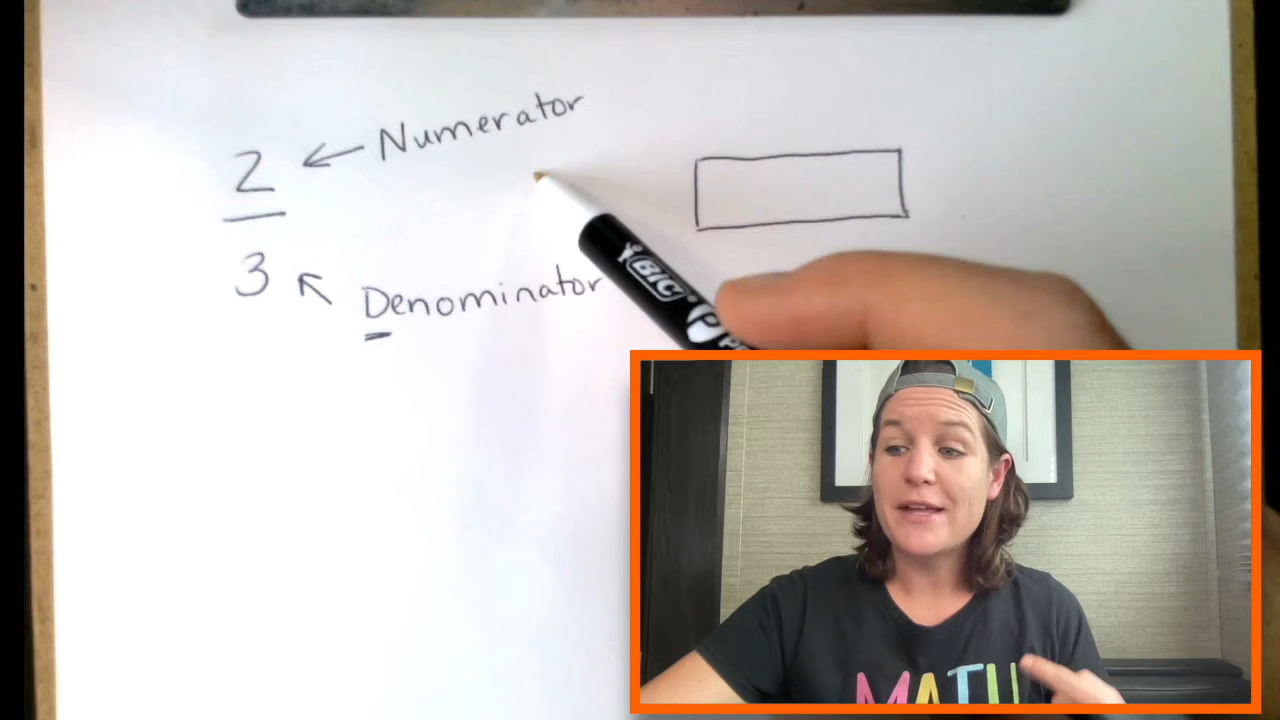 2 ← Numerator
3 ← Denominator
BIC
MATH